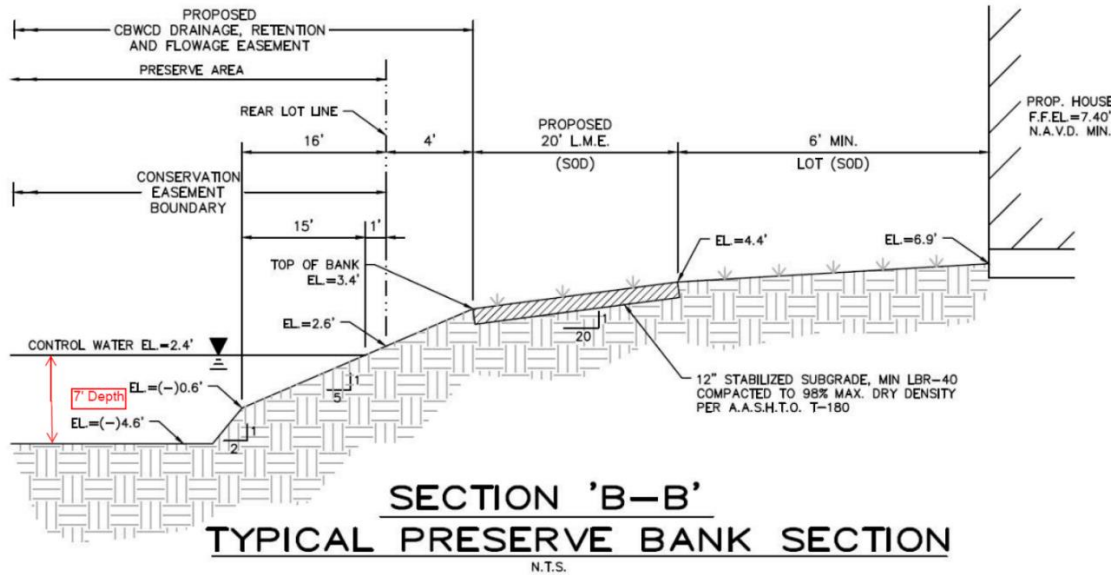 PROPOSED
CBWCD DRAINAGE, RETENTION
AND FLOWAGE EASEMENT
PRESERVE AREA
REAR LOT LINE
16'
4'
PROPOSED
20' L.M.E.
(SOD)
6' MIN.
LOT (SOD)
PROP. HOUSE
F.F.EL.=7.40'
N.A.V.D. MIN.
CONSERVATION
EASEMENT
BOUNDARY
15'
1'
TOP OF BANK
EL.=3.4'
EL.=4.4'
EL.=6.9'
EL.=2.6'
CONTROL WATER EL.=2.4'
1
20
7' Depth
EL.=(-)0.6'
1
5
EL.=(-)4.6'
1
2
12" STABILIZED SUBGRADE, MIN LBR-40
COMPACTED TO 98% MAX. DRY DENSITY
PER A.A.S.H.T.O. T-180
SECTION 'B-B'
TYPICAL PRESERVE BANK SECTION
N.T.S.